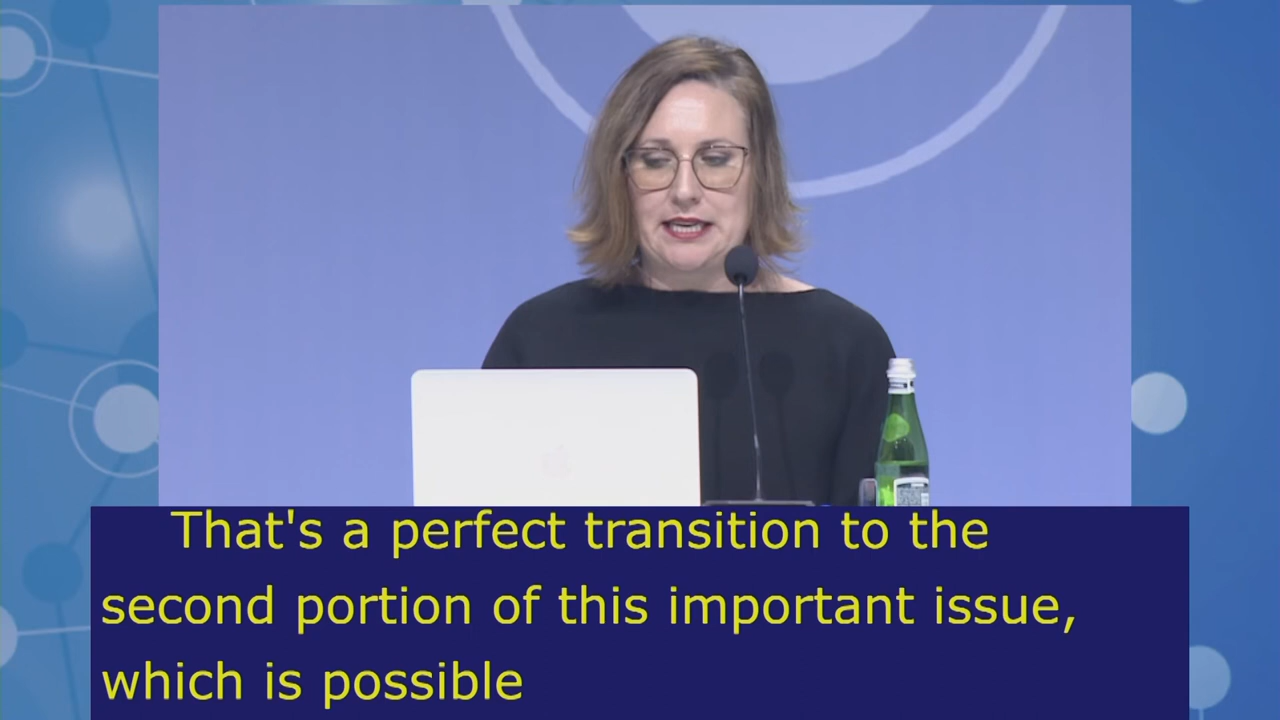 That's a perfect transition to the
second portion of this important issue,
which is possible